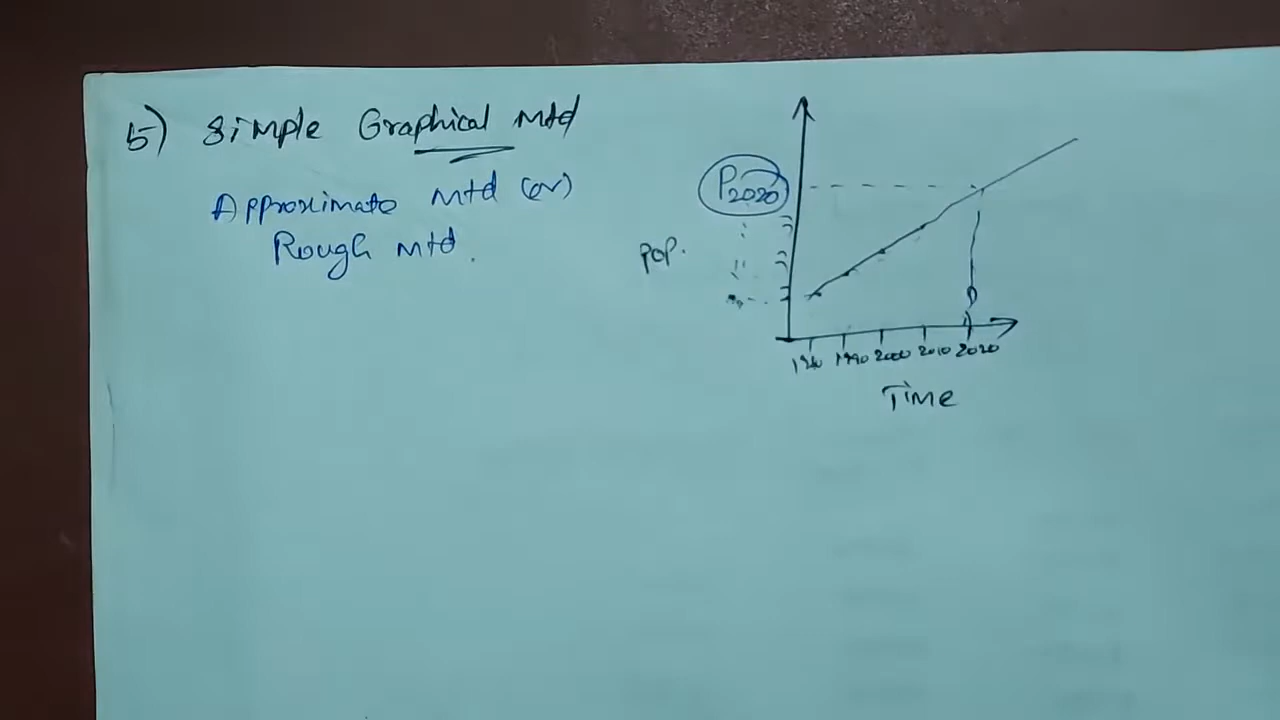 5) Simple Graphical Mtd
Approximate Mtd (or)
Rough Mtd.
P2020
POP.
1990 2000 2010 2020
Time